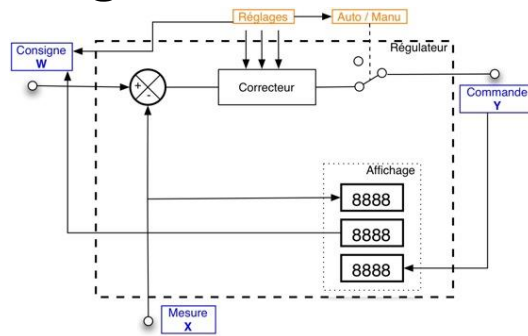 Réglages
Auto / Manu
Consigne
W
Régulateur
+
-
Correcteur
Commande
Y
Affichage
8888
8888
8888
Mesure
X